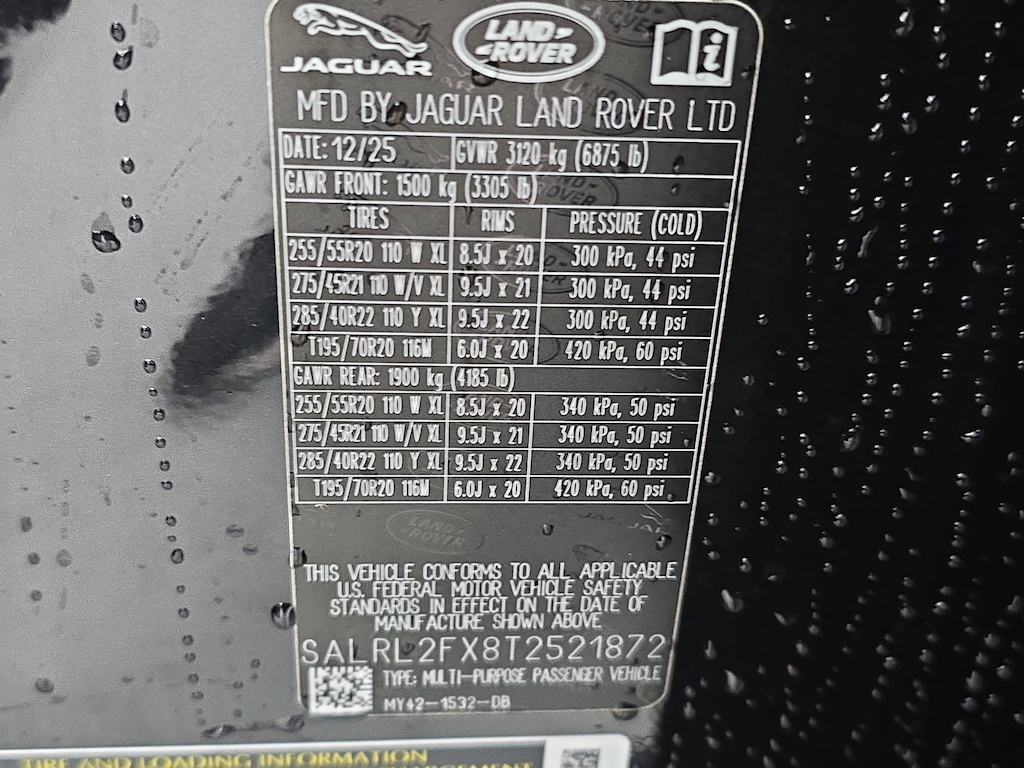 JAGUAR
LAND ROVER
i
MFD BY JAGUAR LAND ROVER LTD
DATE: 12/25 GVWR 3120 kg (6875 lb)
GAWR FRONT: 1500 kg (3305 lb)
TIRES RIMS PRESSURE (COLD)
255/55R20 110 W XL 8.5J x 20 300 kPa, 44 psi
275/45R21 110 W/V XL 9.5J x 21 300 kPa, 44 psi
285/40R22 110 Y XL 9.5J x 22 300 kPa, 44 psi
T195/70R20 116M 6.0J x 20 420 kPa, 60 psi
GAWR REAR: 1900 kg (4185 lb)
255/55R20 110 W XL 8.5J x 20 340 kPa, 50 psi
275/45R21 110 W/V XL 9.5J x 21 340 kPa, 50 psi
285/40R22 110 Y XL 9.5J x 22 340 kPa, 50 psi
T195/70R20 116M 6.0J x 20 420 kPa, 60 psi
LAND ROVER
JAGUAR
THIS VEHICLE CONFORMS TO ALL APPLICABLE
U.S. FEDERAL MOTOR VEHICLE SAFETY
STANDARDS IN EFFECT ON THE DATE OF
MANUFACTURE SHOWN ABOVE
SALRL2FX8T2521872
TYPE: MULTI-PURPOSE PASSENGER VEHICLE
MY42-1532-DB
TIRE AND LOADING INFORMATION